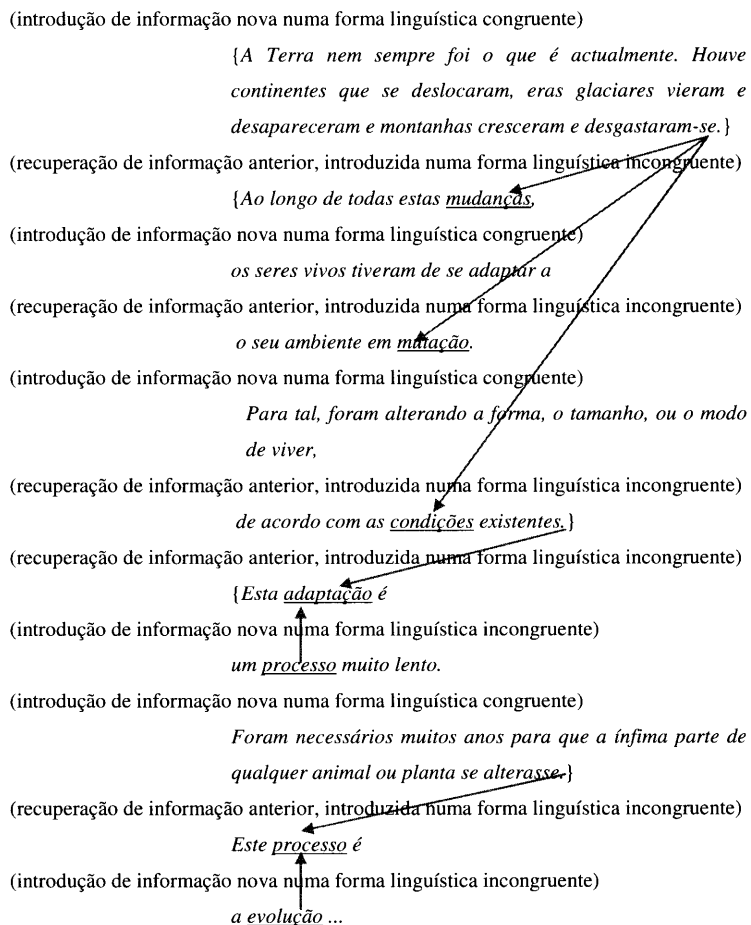 (introdução de informação nova numa forma linguística congruente)
{A Terra nem sempre foi o que é actualmente. Houve
continentes que se deslocaram, eras glaciares vieram e
desapareceram e montanhas cresceram e desgastaram-se.}
(recuperação de informação anterior, introduzida numa forma linguística incongruente)
{Ao longo de todas estas mudanças,
(introdução de informação nova numa forma linguística congruente)
os seres vivos tiveram de se adaptar a
(recuperação de informação anterior, introduzida numa forma linguística incongruente)
o seu ambiente em mutação.
(introdução de informação nova numa forma linguística congruente)
Para tal, foram alterando a forma, o tamanho, ou o modo
de viver,
(recuperação de informação anterior, introduzida numa forma linguística incongruente)
de acordo com as condições existentes.}
(recuperação de informação anterior, introduzida numa forma linguística incongruente)
{Esta adaptação é
(introdução de informação nova numa forma linguística incongruente)
um processo muito lento.
(introdução de informação nova numa forma linguística congruente)
Foram necessários muitos anos para que a ínfima parte de
qualquer animal ou planta se alterasse.}
(recuperação de informação anterior, introduzida numa forma linguística incongruente)
Este processo é
(introdução de informação nova numa forma linguística incongruente)
a evolução ...